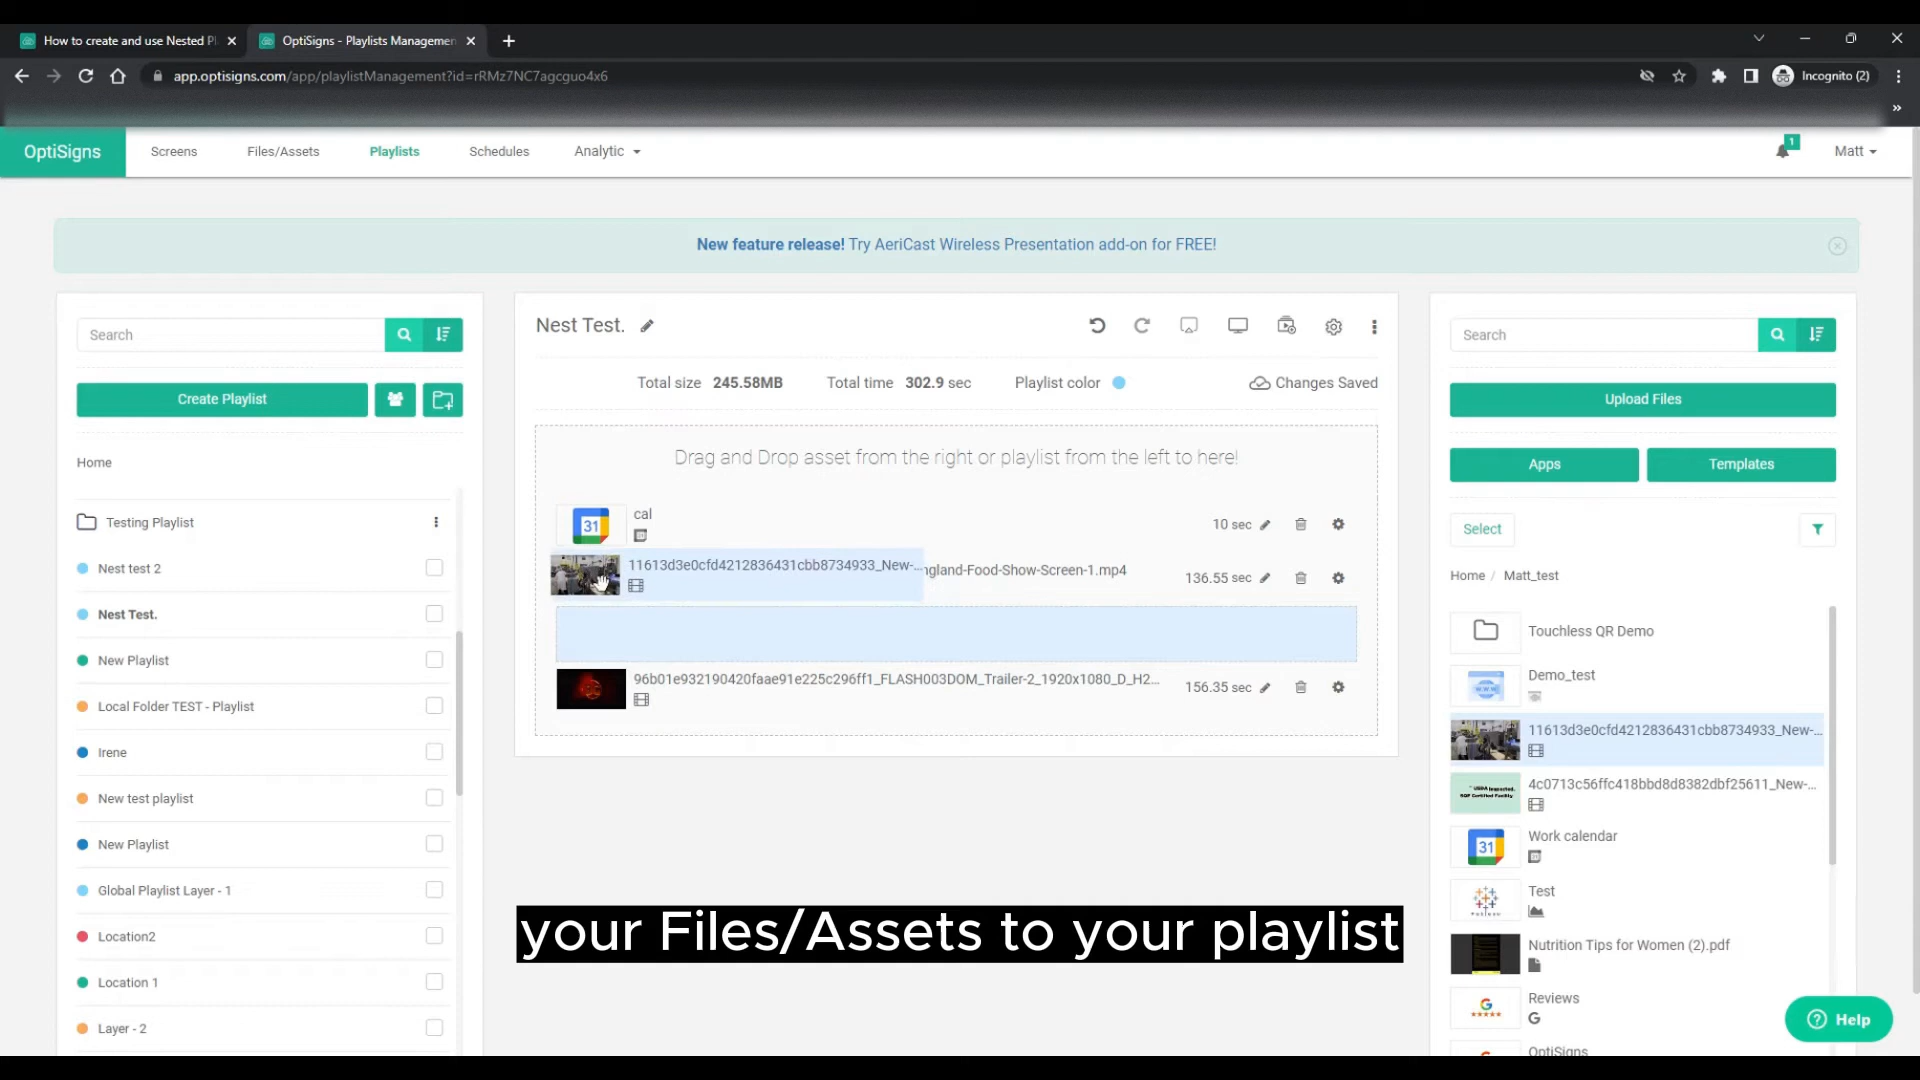 How to create and use Nested Pl
OptiSigns - Playlists Managemen
app.optisigns.com/app/playlistManagement?id=rRMz7NC7agcguo4x6
Incognito (2)
OptiSigns
Screens
Files/Assets
Playlists
Schedules
Analytic
1
Matt
New feature release! Try AeriCast Wireless Presentation add-on for FREE!
Search
Create Playlist
Home
Testing Playlist
Nest test 2
Nest Test.
New Playlist
Local Folder TEST - Playlist
Irene
New test playlist
New Playlist
Global Playlist Layer - 1
Location2
Location 1
Layer - 2
Nest Test.
Total size 245.58MB
Total time 302.9 sec
Playlist color
Changes Saved
Drag and Drop asset from the right or playlist from the left to here!
31
cal
10 sec
11613d3e0cfd4212836431cbb8734933_New-...
ngland-Food-Show-Screen-1.mp4
136.55 sec
96b01e932190420faae91e225c296ff1_FLASH003DOM_Trailer-2_1920x1080_D_H2...
156.35 sec
Search
Upload Files
Apps
Templates
Select
Home / Matt_test
Touchless QR Demo
Demo_test
11613d3e0cfd4212836431cbb8734933_New-...
4c0713c56ffc418bbd8d8382dbf25611_New-...
31
Work calendar
Test
Nutrition Tips for Women (2).pdf
Reviews
OptiSigns
Help
your Files/Assets to your playlist